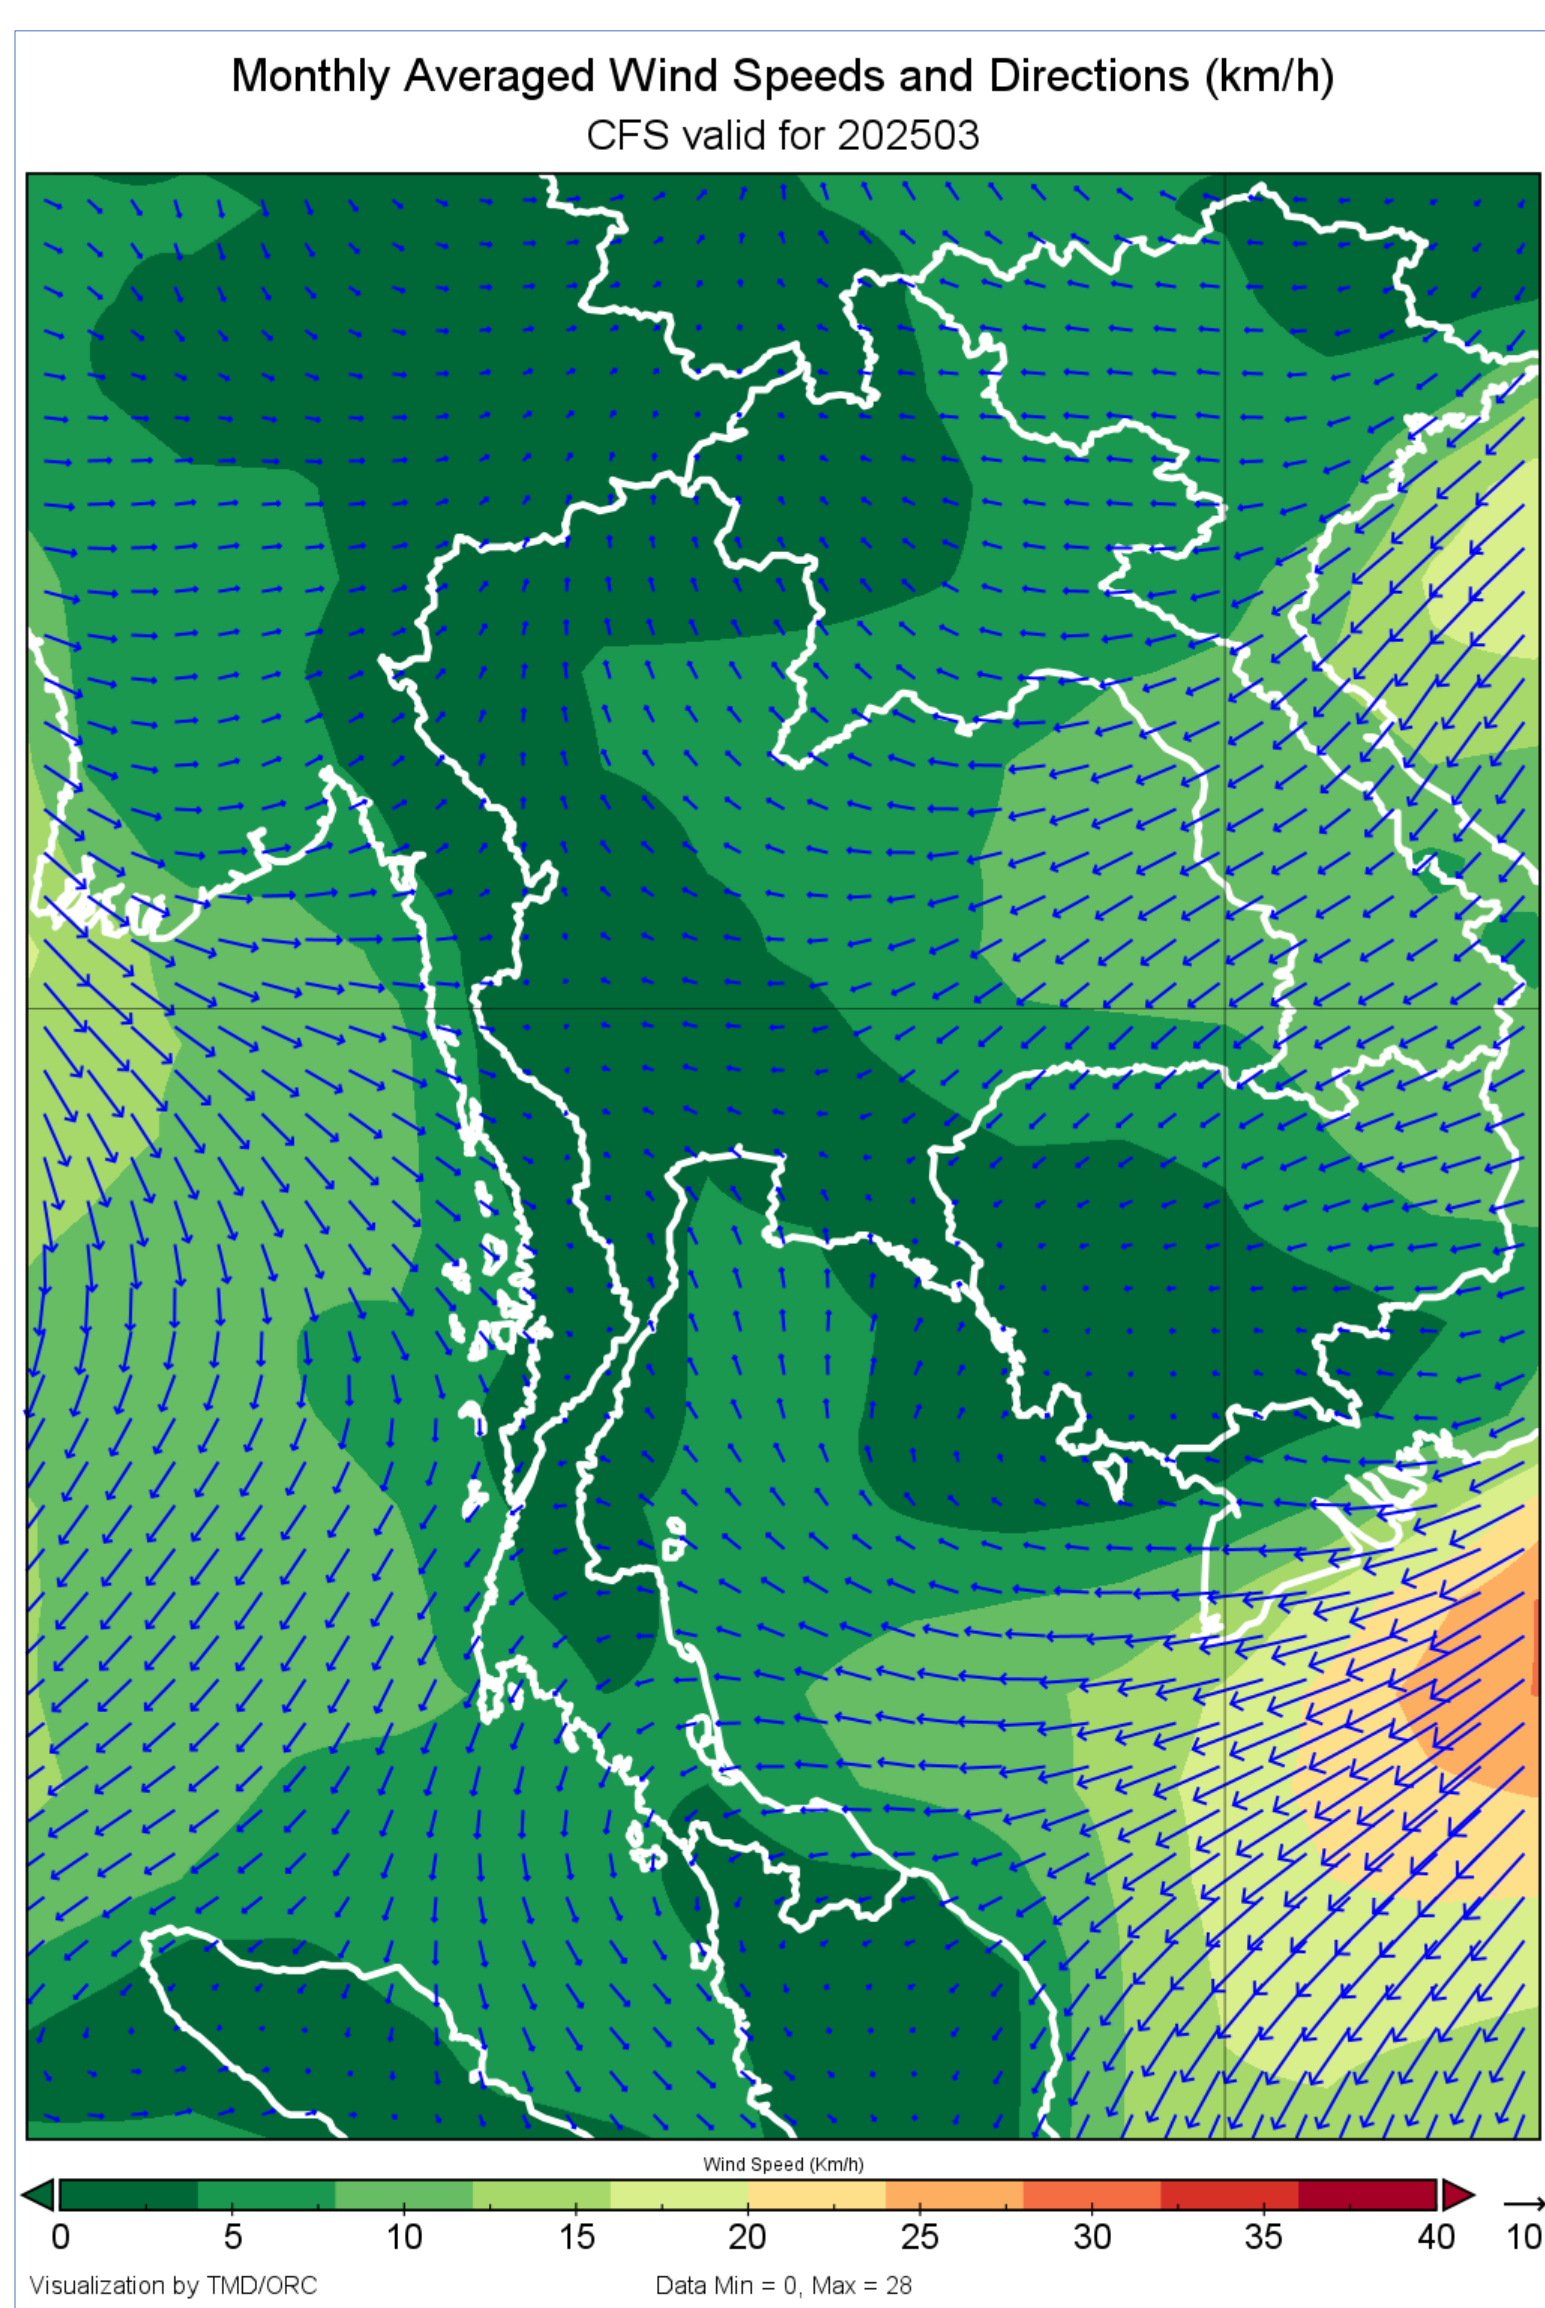 Monthly Averaged Wind Speeds and Directions (km/h)
CFS valid for 202503
Wind Speed (Km/h)
0 5 10 15 20 25 30 35 40 10
Visualization by TMD/ORC Data Min = 0, Max = 28